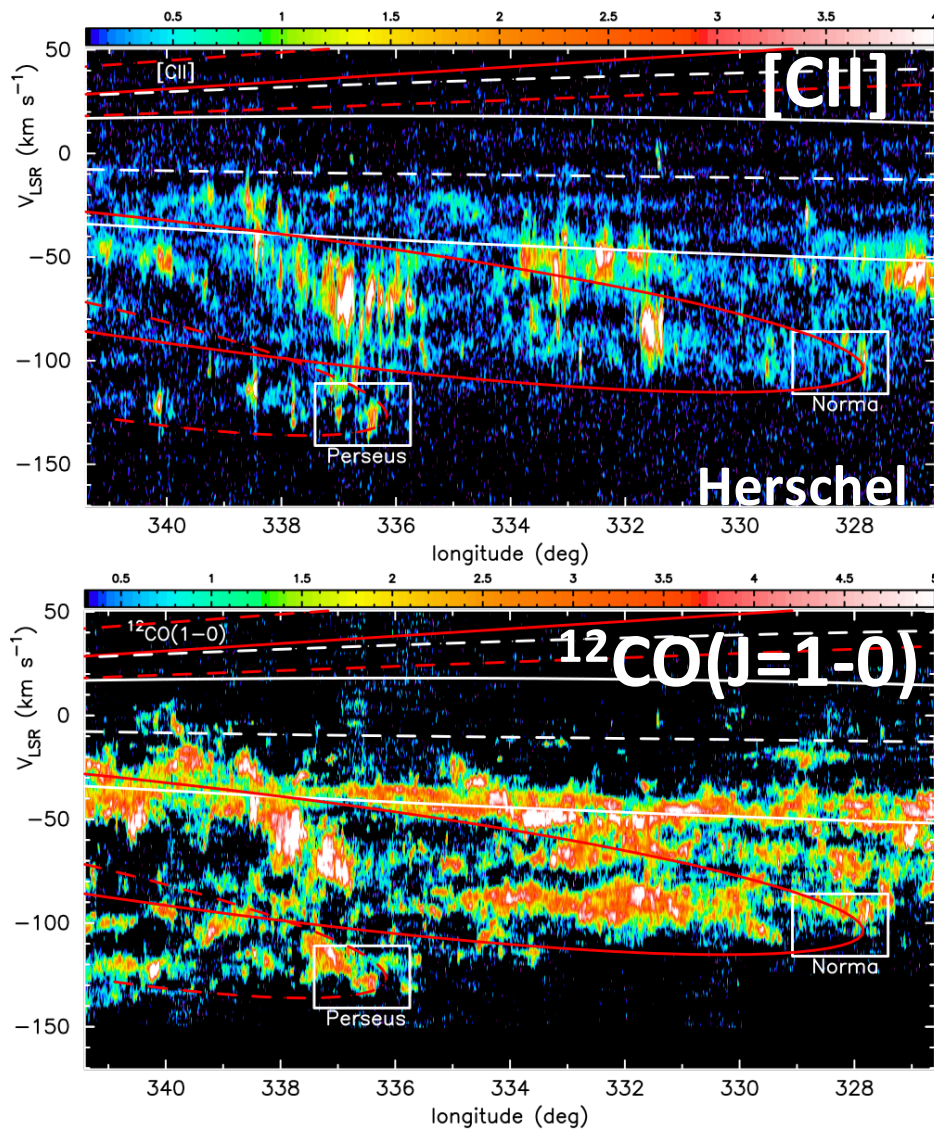 0.5 1 1.5 2 2.5 3 3.5 4
50
[CII]
[CII]
0
−50
−100
−150
V_LSR (km s⁻¹)
Norma
Perseus
Herschel
340 338 336 334 332 330 328
longitude (deg)
0.5 1 1.5 2 2.5 3 3.5 4 4.5 5
50
¹²CO(1−0)
¹²CO(J=1-0)
0
−50
−100
−150
V_LSR (km s⁻¹)
Norma
Perseus
340 338 336 334 332 330 328
longitude (deg)